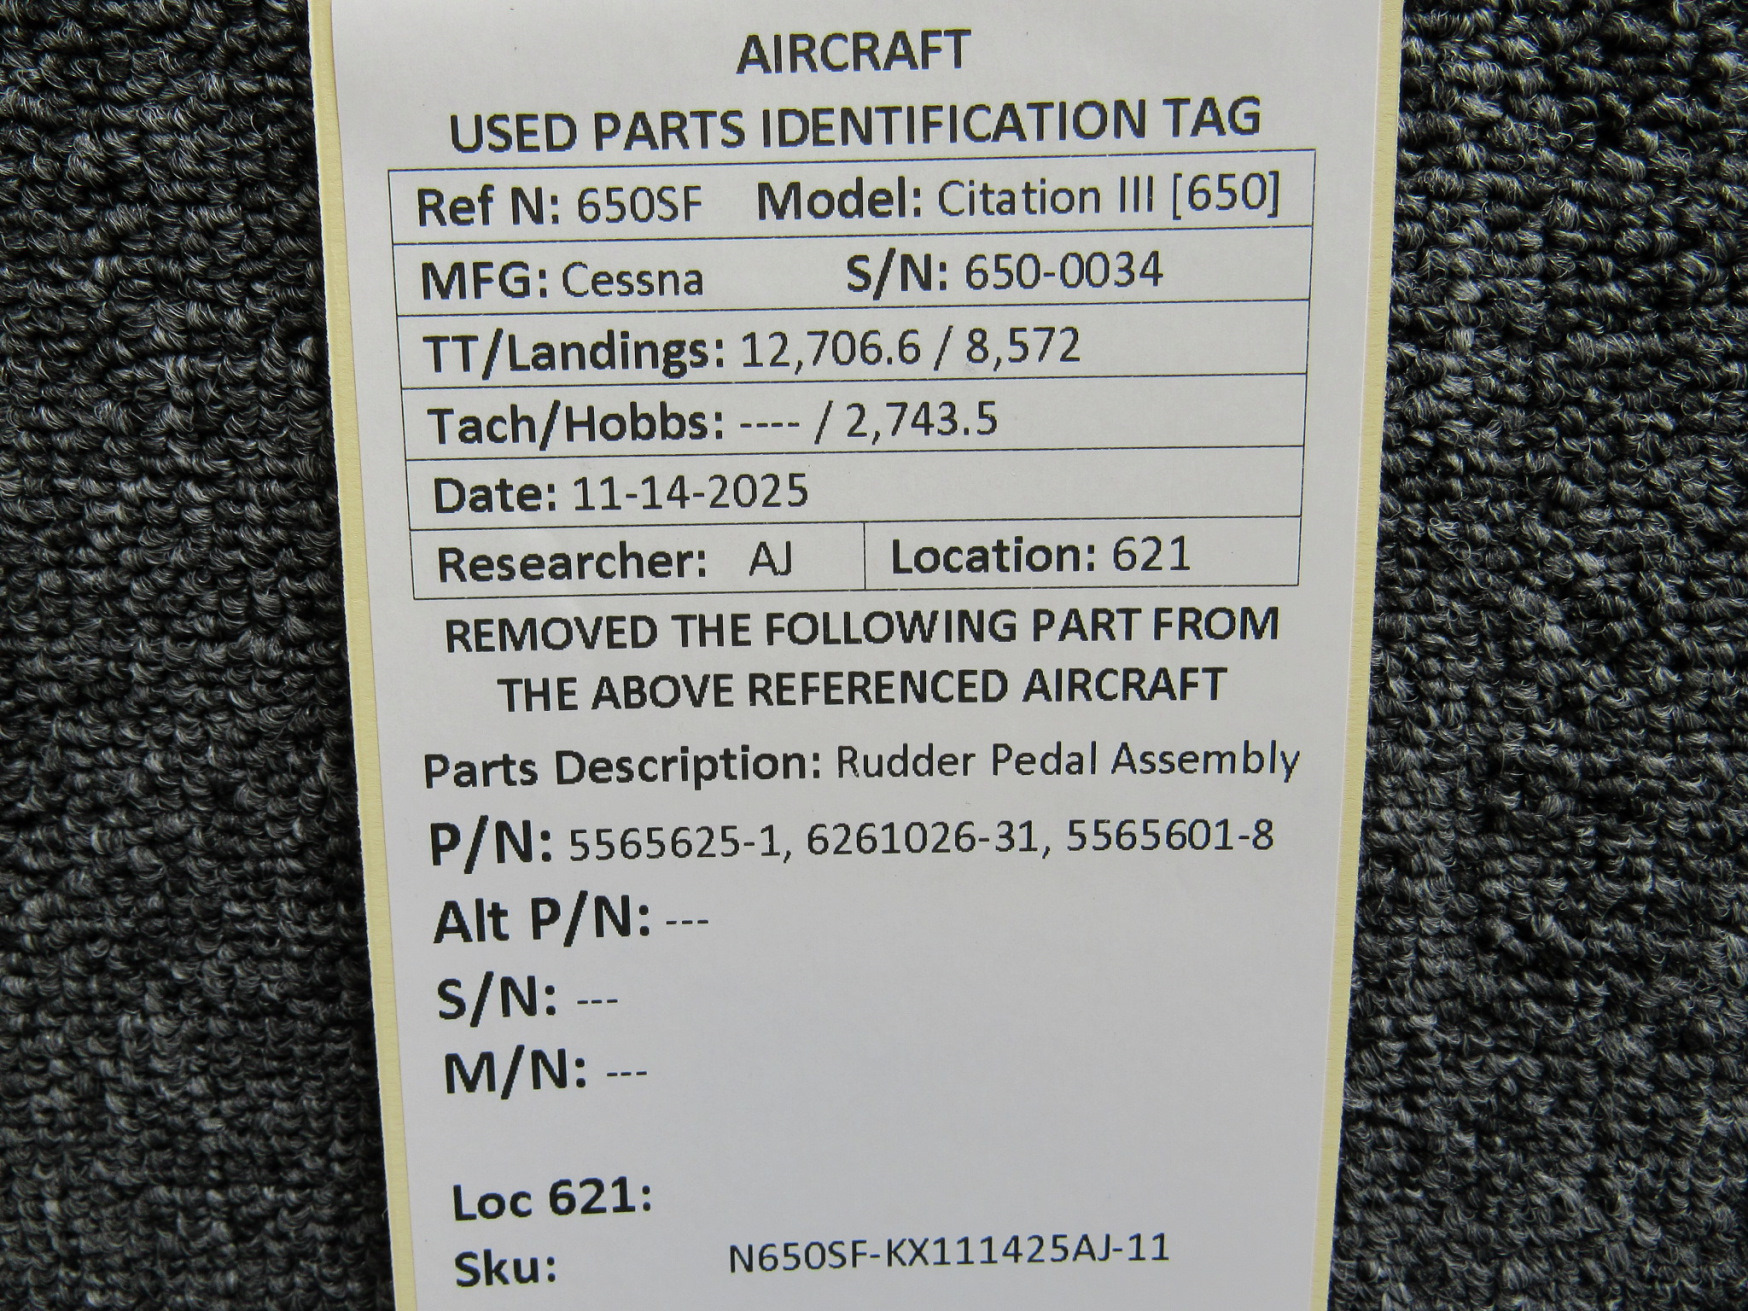 AIRCRAFT
USED PARTS IDENTIFICATION TAG
Ref N: 650SF Model: Citation III [650]
MFG: Cessna S/N: 650-0034
TT/Landings: 12,706.6 / 8,572
Tach/Hobbs: ---- / 2,743.5
Date: 11-14-2025
Researcher: AJ Location: 621
REMOVED THE FOLLOWING PART FROM
THE ABOVE REFERENCED AIRCRAFT
Parts Description: Rudder Pedal Assembly
P/N: 5565625-1, 6261026-31, 5565601-8
Alt P/N: ---
S/N: ---
M/N: ---
Loc 621:
Sku: N650SF-KX111425AJ-11